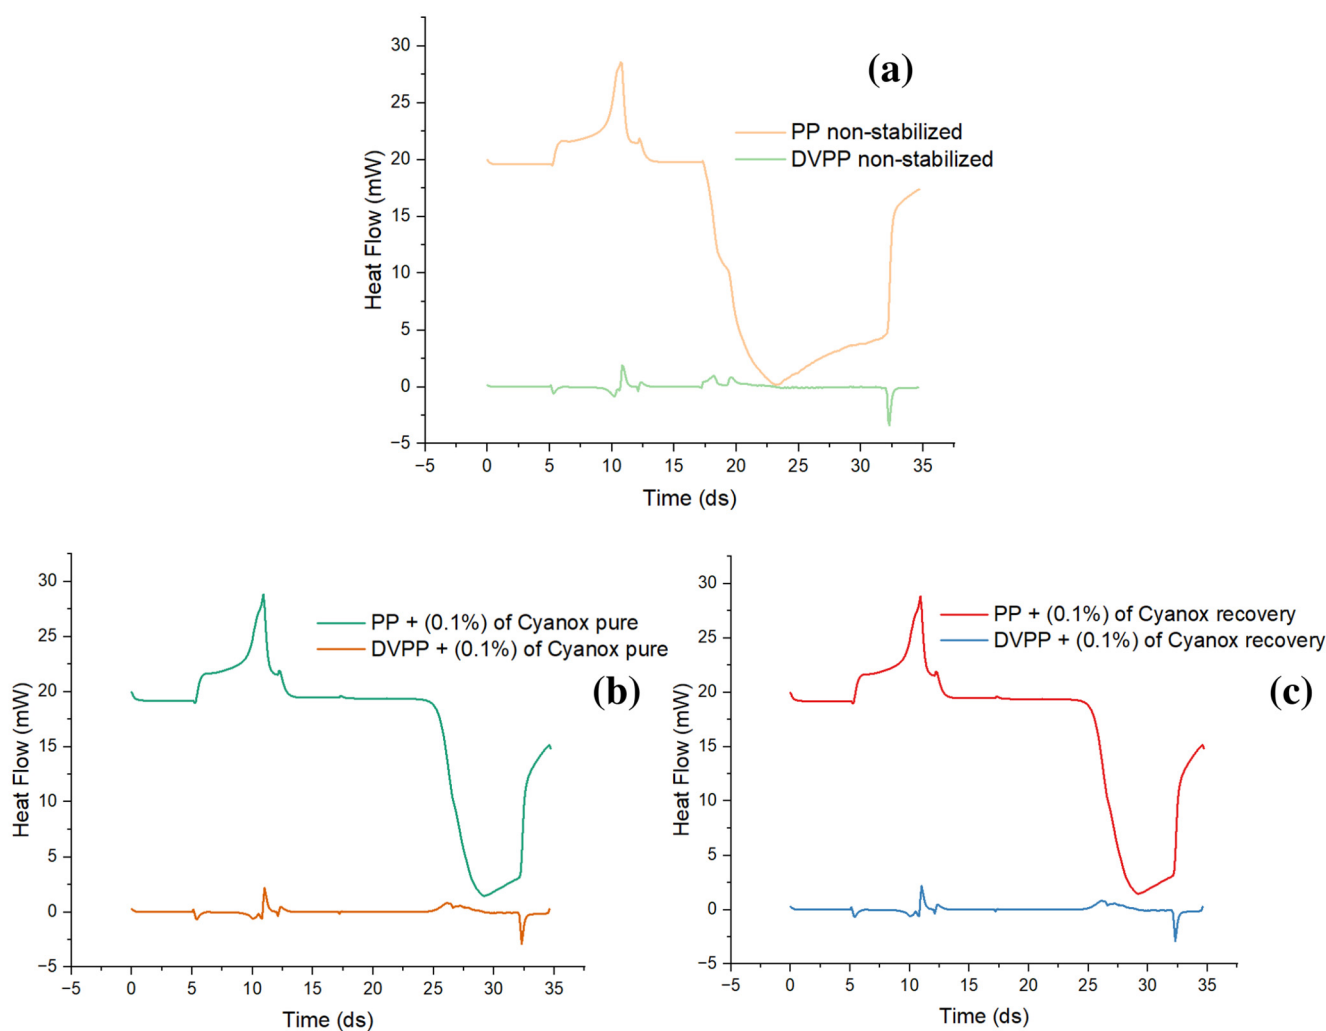 (a)
PP non-stabilized
DVPP non-stabilized
Heat Flow (mW)
30
25
20
15
10
5
0
−5
−5 0 5 10 15 20 25 30 35
Time (ds)
(b)
PP + (0.1%) of Cyanox pure
DVPP + (0.1%) of Cyanox pure
Heat Flow (mW)
30
25
20
15
10
5
0
−5
−5 0 5 10 15 20 25 30 35
Time (ds)
(c)
PP + (0.1%) of Cyanox recovery
DVPP + (0.1%) of Cyanox recovery
Heat Flow (mW)
30
25
20
15
10
5
0
−5
−5 0 5 10 15 20 25 30 35
Time (ds)